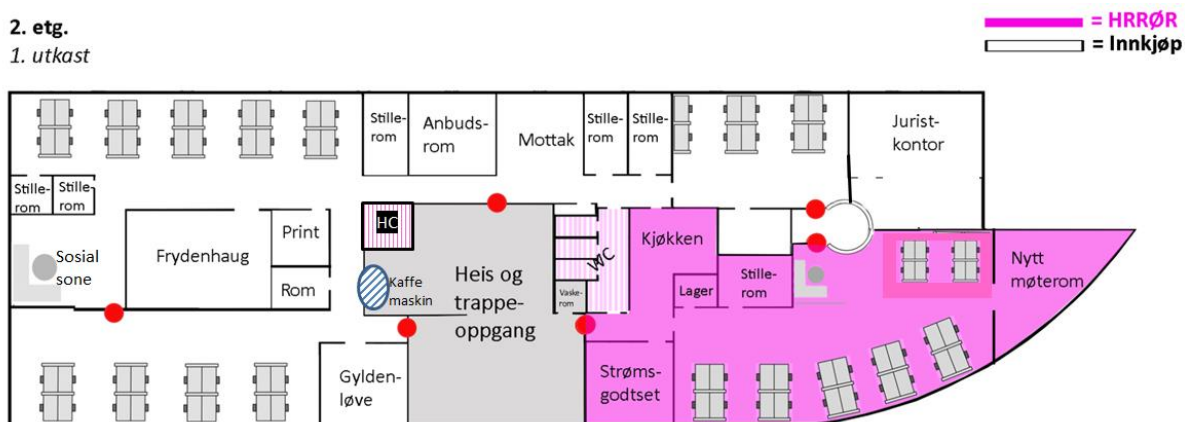 2. etg.
1. utkast
= HRRØR
= Innkjøp
Stille-
rom
Anbuds-
rom
Mottak
Stille-
rom
Stille-
rom
Jurist-
kontor
Stille-
rom
Stille-
rom
HC
Print
Kjøkken
WC
Sosial
sone
Frydenhaug
Rom
Kaffe
maskin
Heis og
trappe-
oppgang
Vaske-
rom
Lager
Stille-
rom
Nytt
møterom
Gylden-
løve
Strøms-
godtset